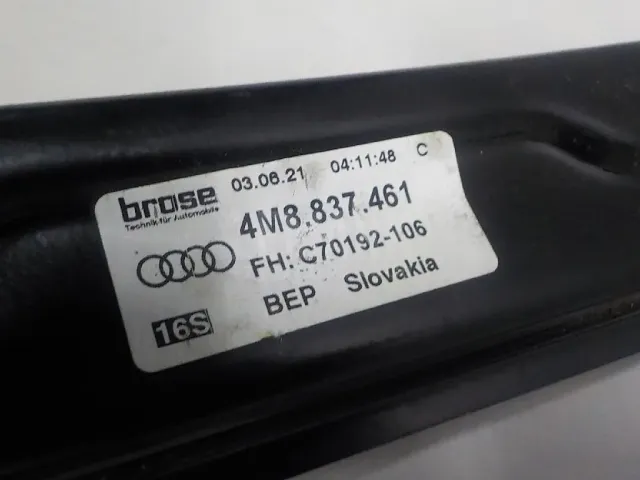 brose 03.06.21 04:11:48 C
Technik für Automobile
4M8.837.461
FH: C70192-106
16S BEP Slovakia